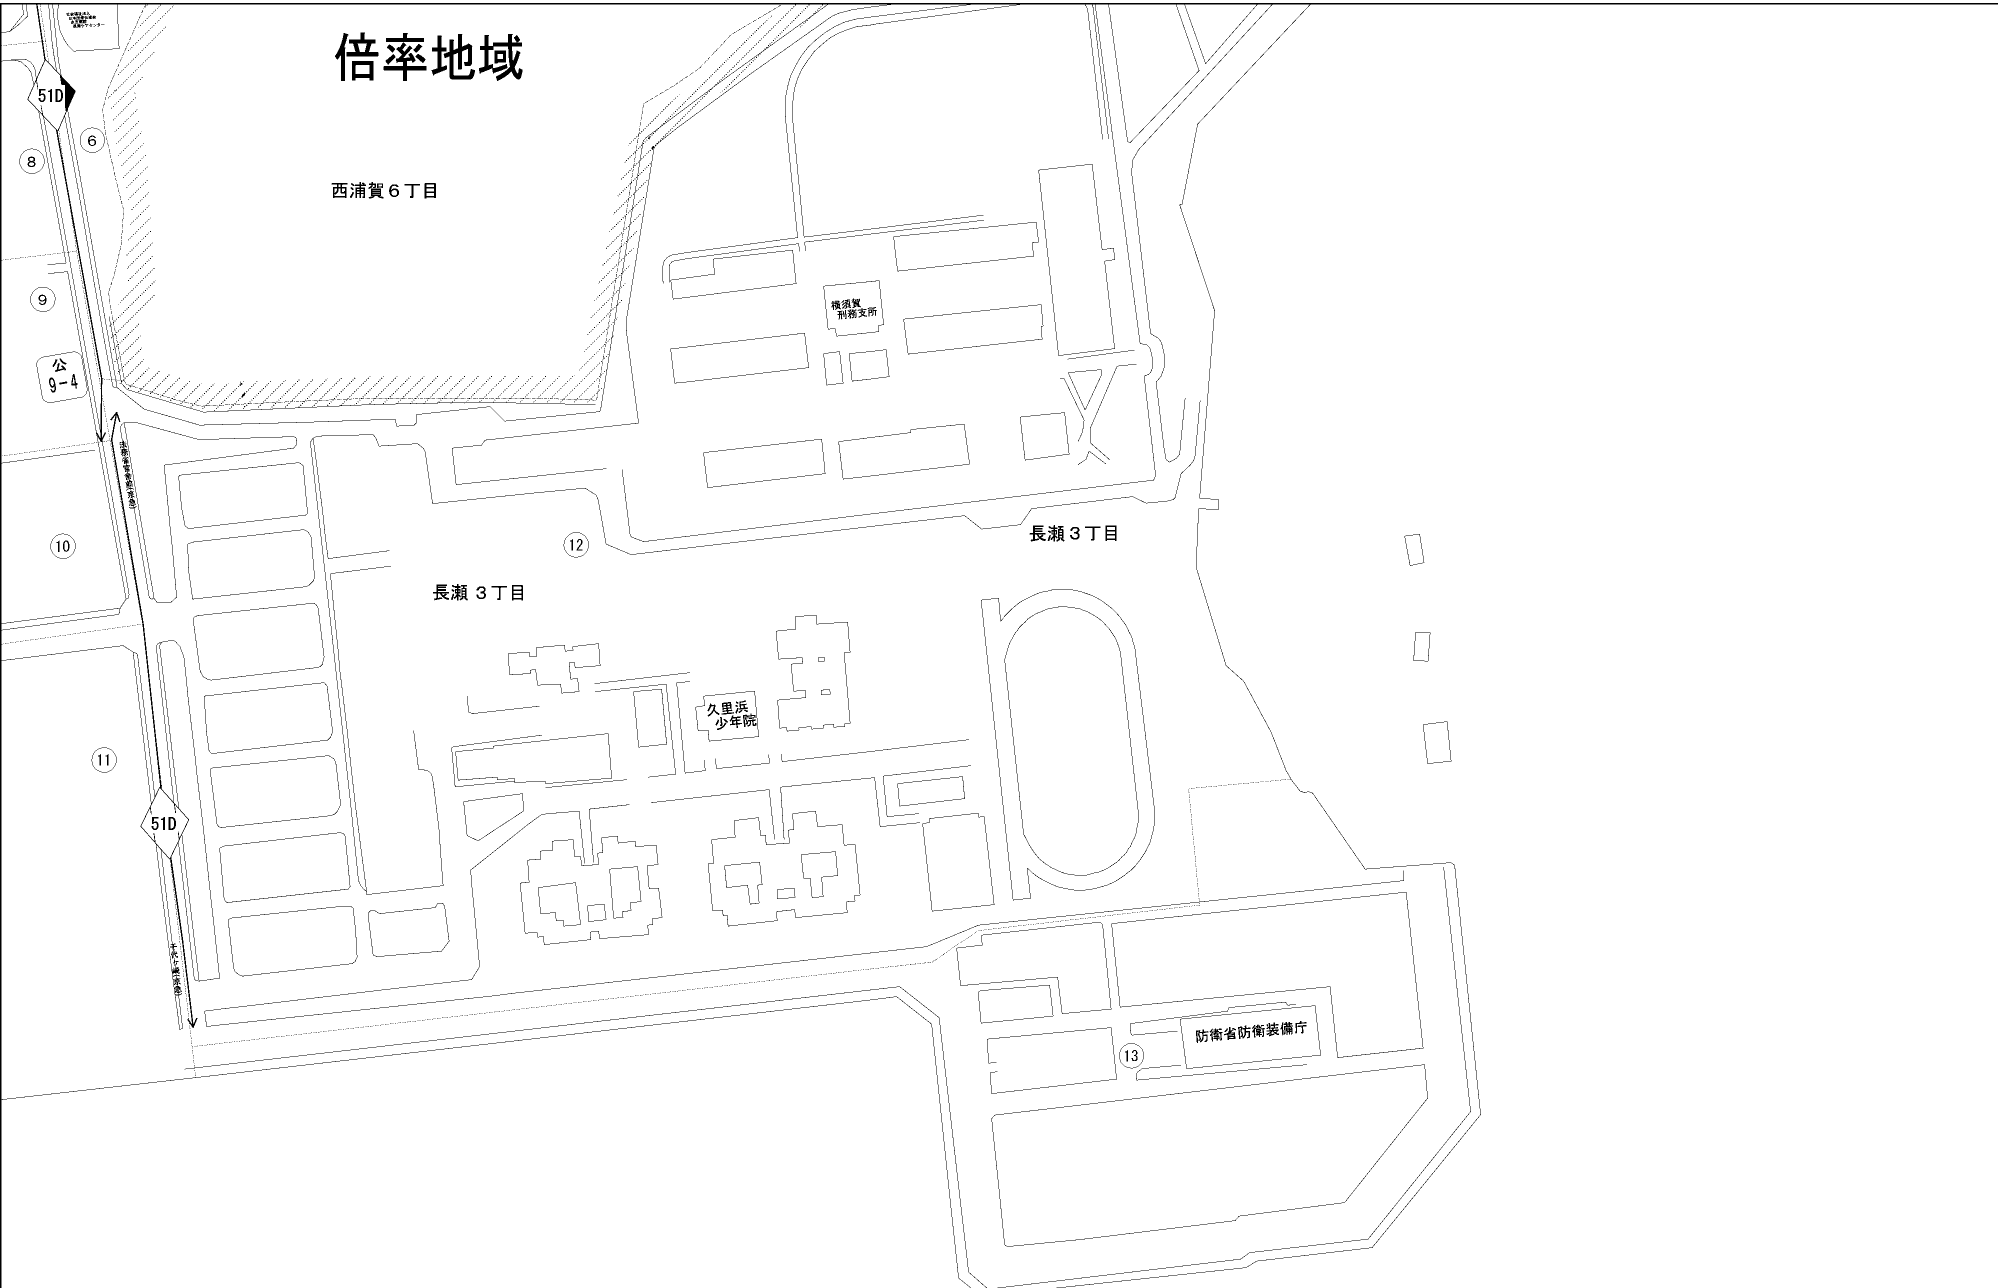 倍率地域
51D
6
8
西浦賀6丁目
9
横須賀
刑務支所
公
9-4
10
12
長瀬3丁目
長瀬3丁目
久里浜
少年院
11
51D
防衛省防衛装備庁
13